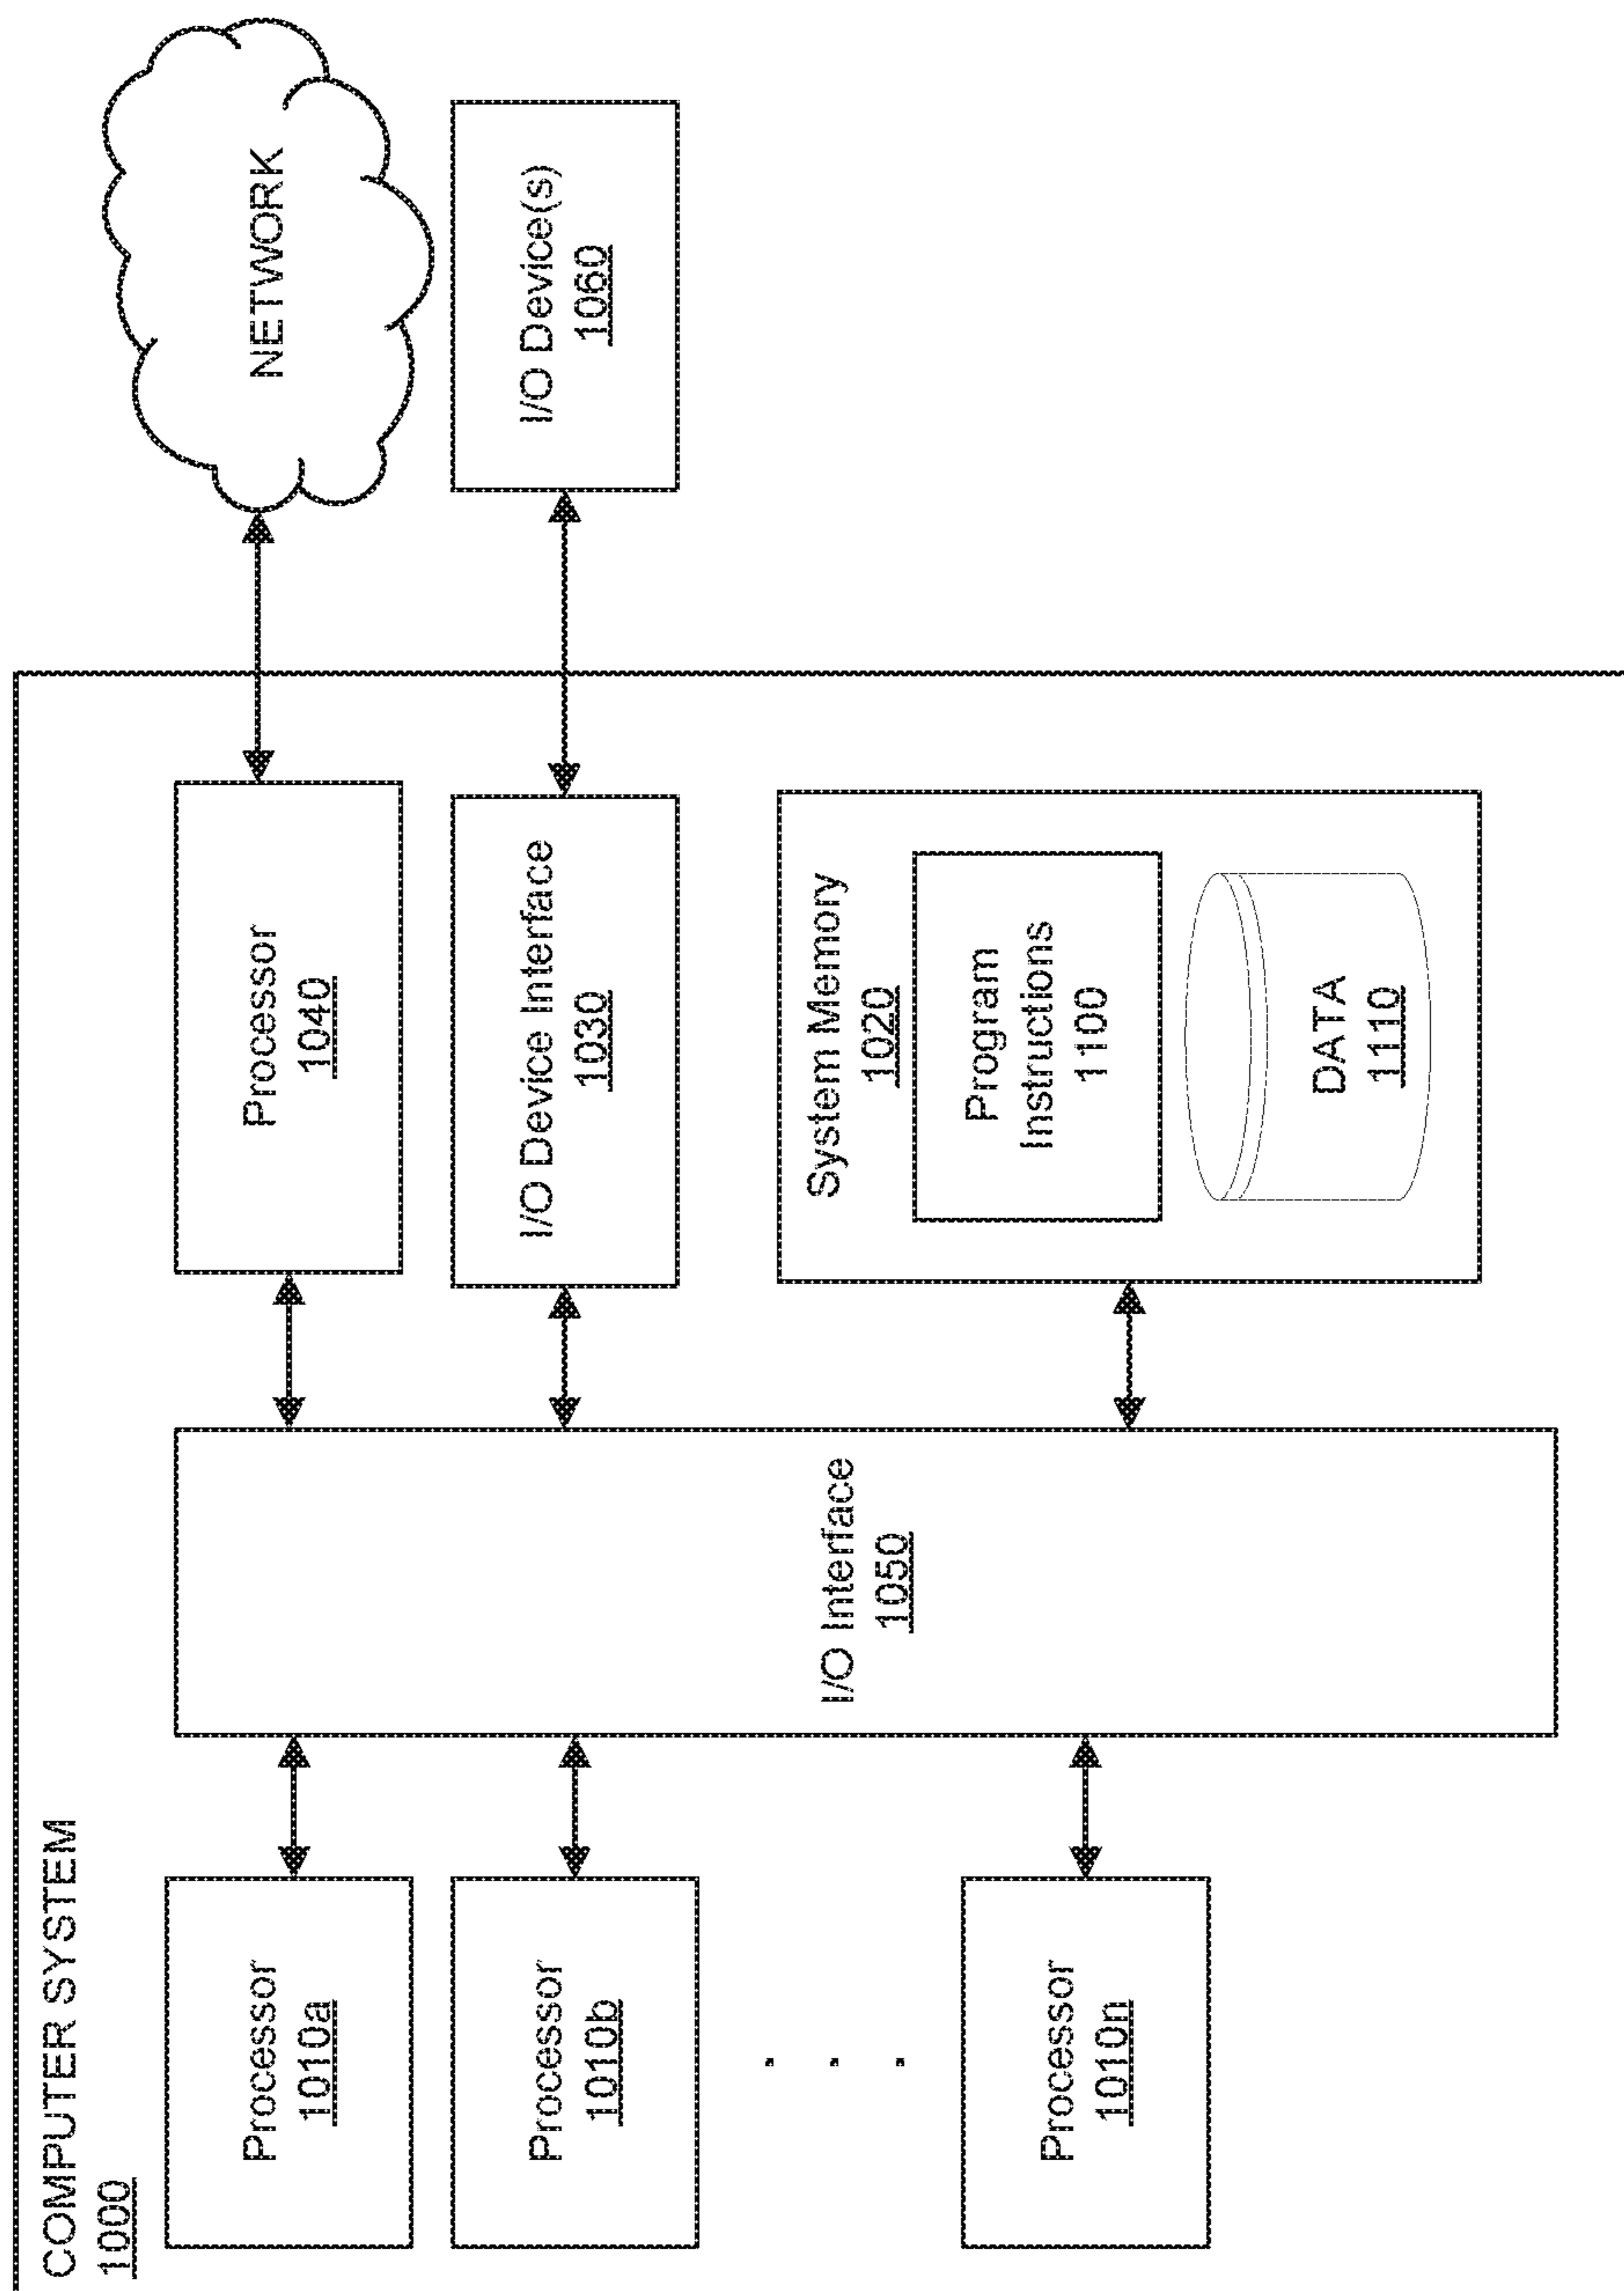 COMPUTER SYSTEM
1000
Processor
1010a
Processor
1010b
. . .
Processor
1010n
I/O Interface
1050
Processor
1040
I/O Device Interface
1030
System Memory
1020
Program
Instructions
1100
DATA
1110
NETWORK
I/O Device(s)
1060